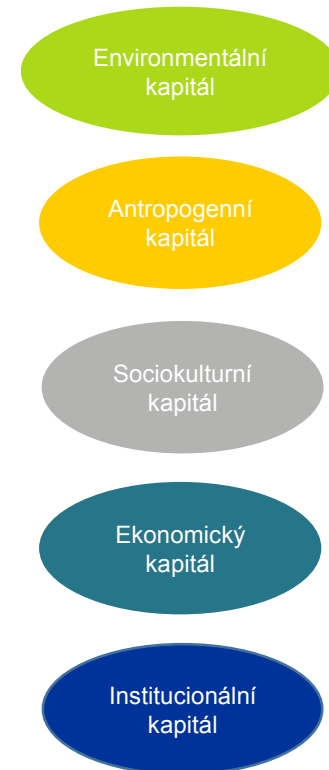 Environmentální
kapitál
Antropogenní
kapitál
Sociokulturní
kapitál
Ekonomický
kapitál
Institucionální
kapitál